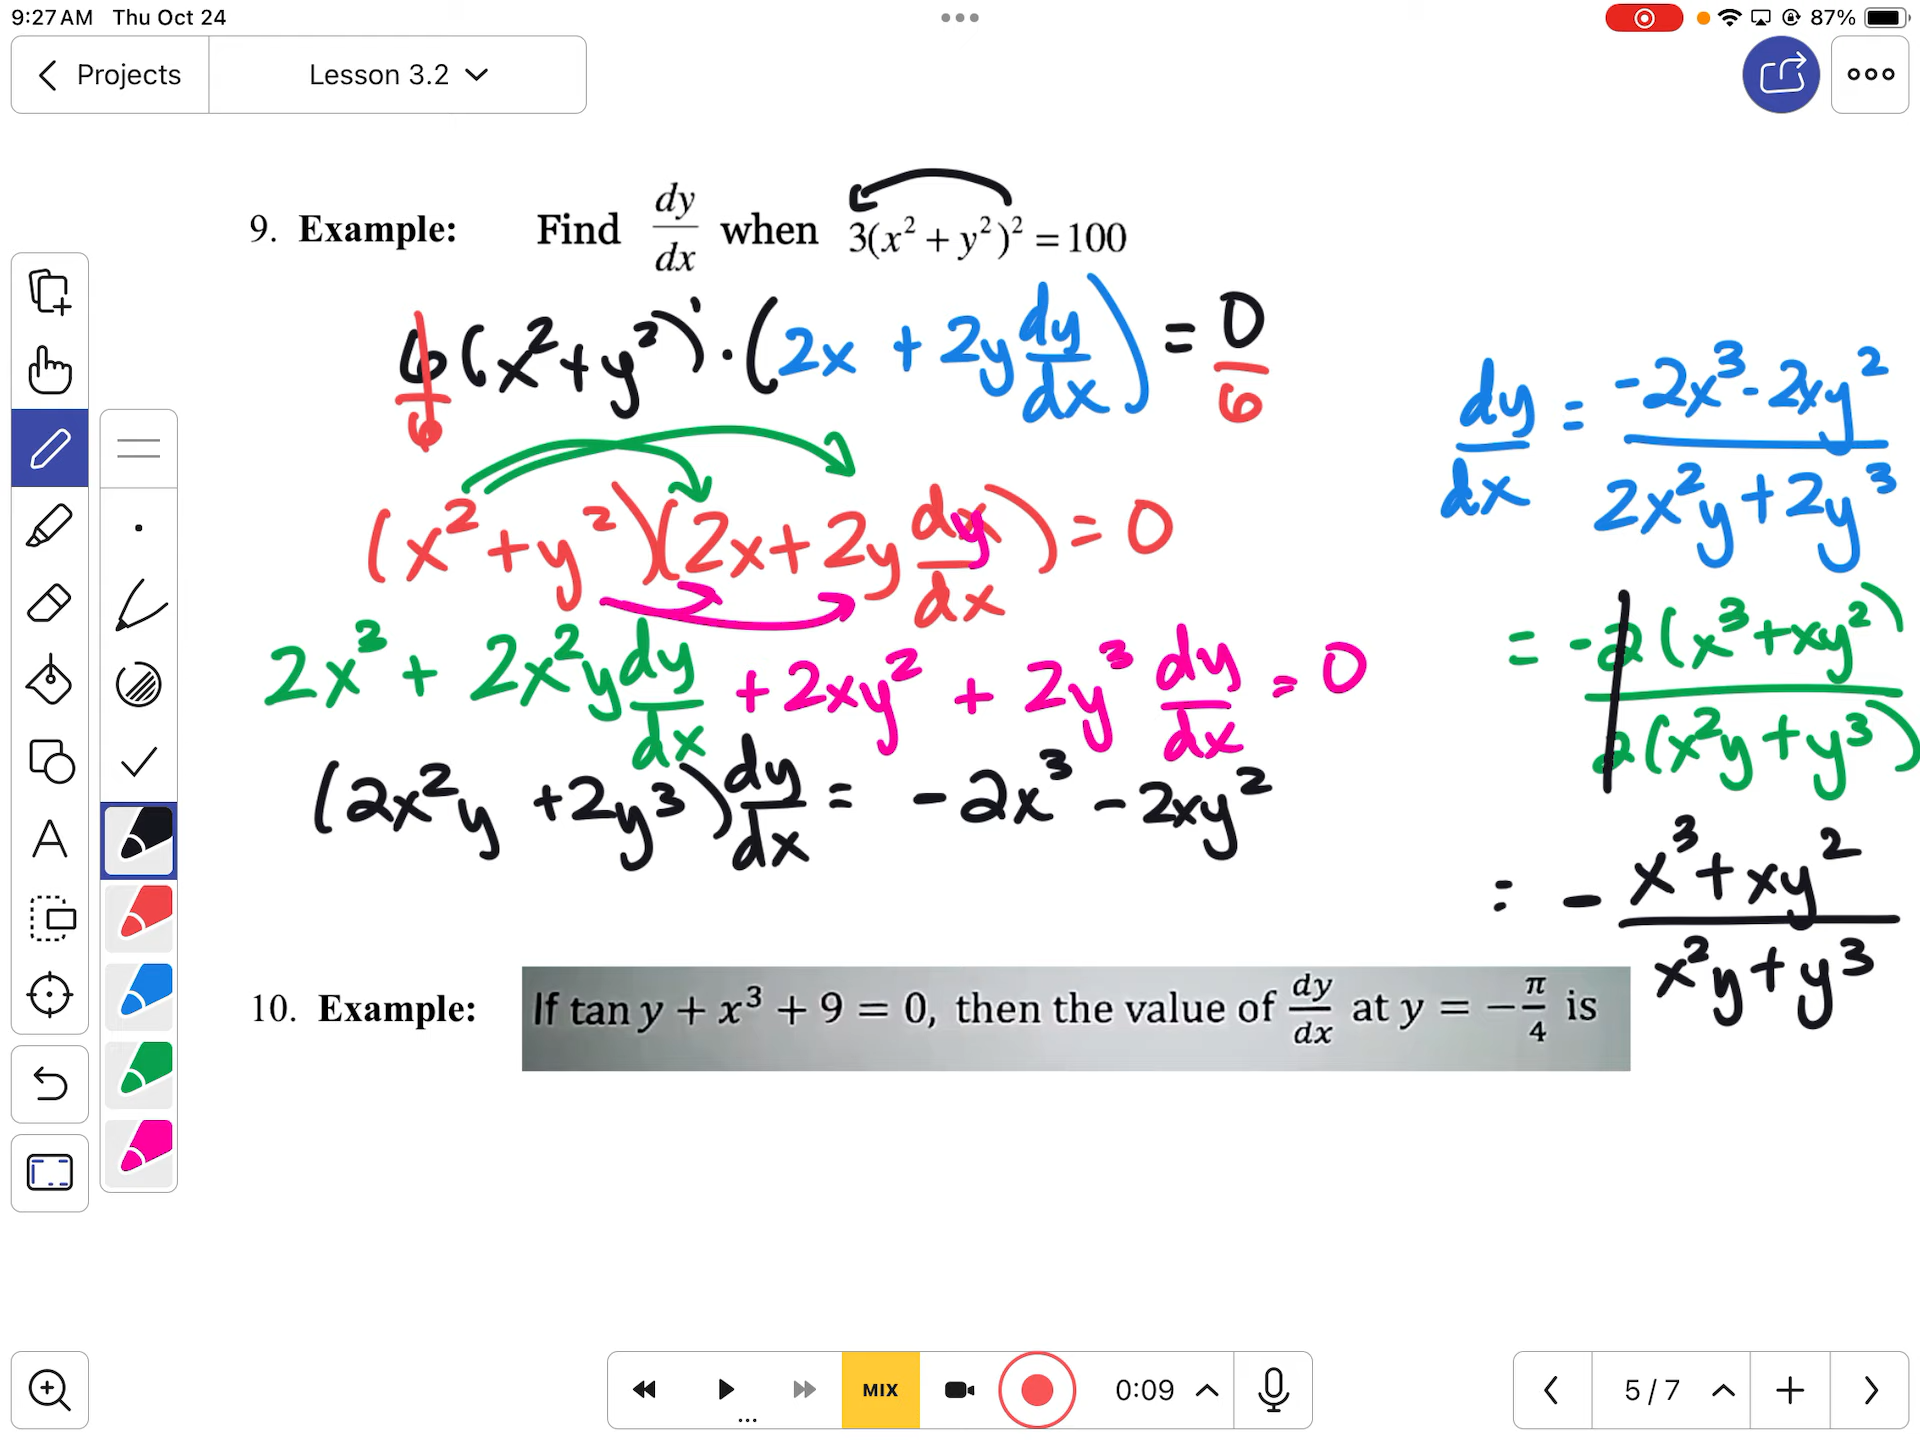 9:27 AM Thu Oct 24
87%
Projects
Lesson 3.2
9. Example: Find dy/dx when 3(x² + y²)² = 100
6(x²+y²)¹·(2x + 2y dy/dx) = 0
6 6
(x²+y²)(2x+2y dy/dx) = 0
2x³ + 2x²y dy/dx + 2xy² + 2y³ dy/dx = 0
(2x²y + 2y³) dy/dx = -2x³ - 2xy²
dy/dx = (-2x³ - 2xy²)/(2x²y + 2y³)
= -2(x³+xy²)/2(x²y+y³)
= - (x³+xy²)/(x²y+y³)
10. Example: If tan y + x³ + 9 = 0, then the value of dy/dx at y = -π/4 is
A
MIX
0:09
5 / 7